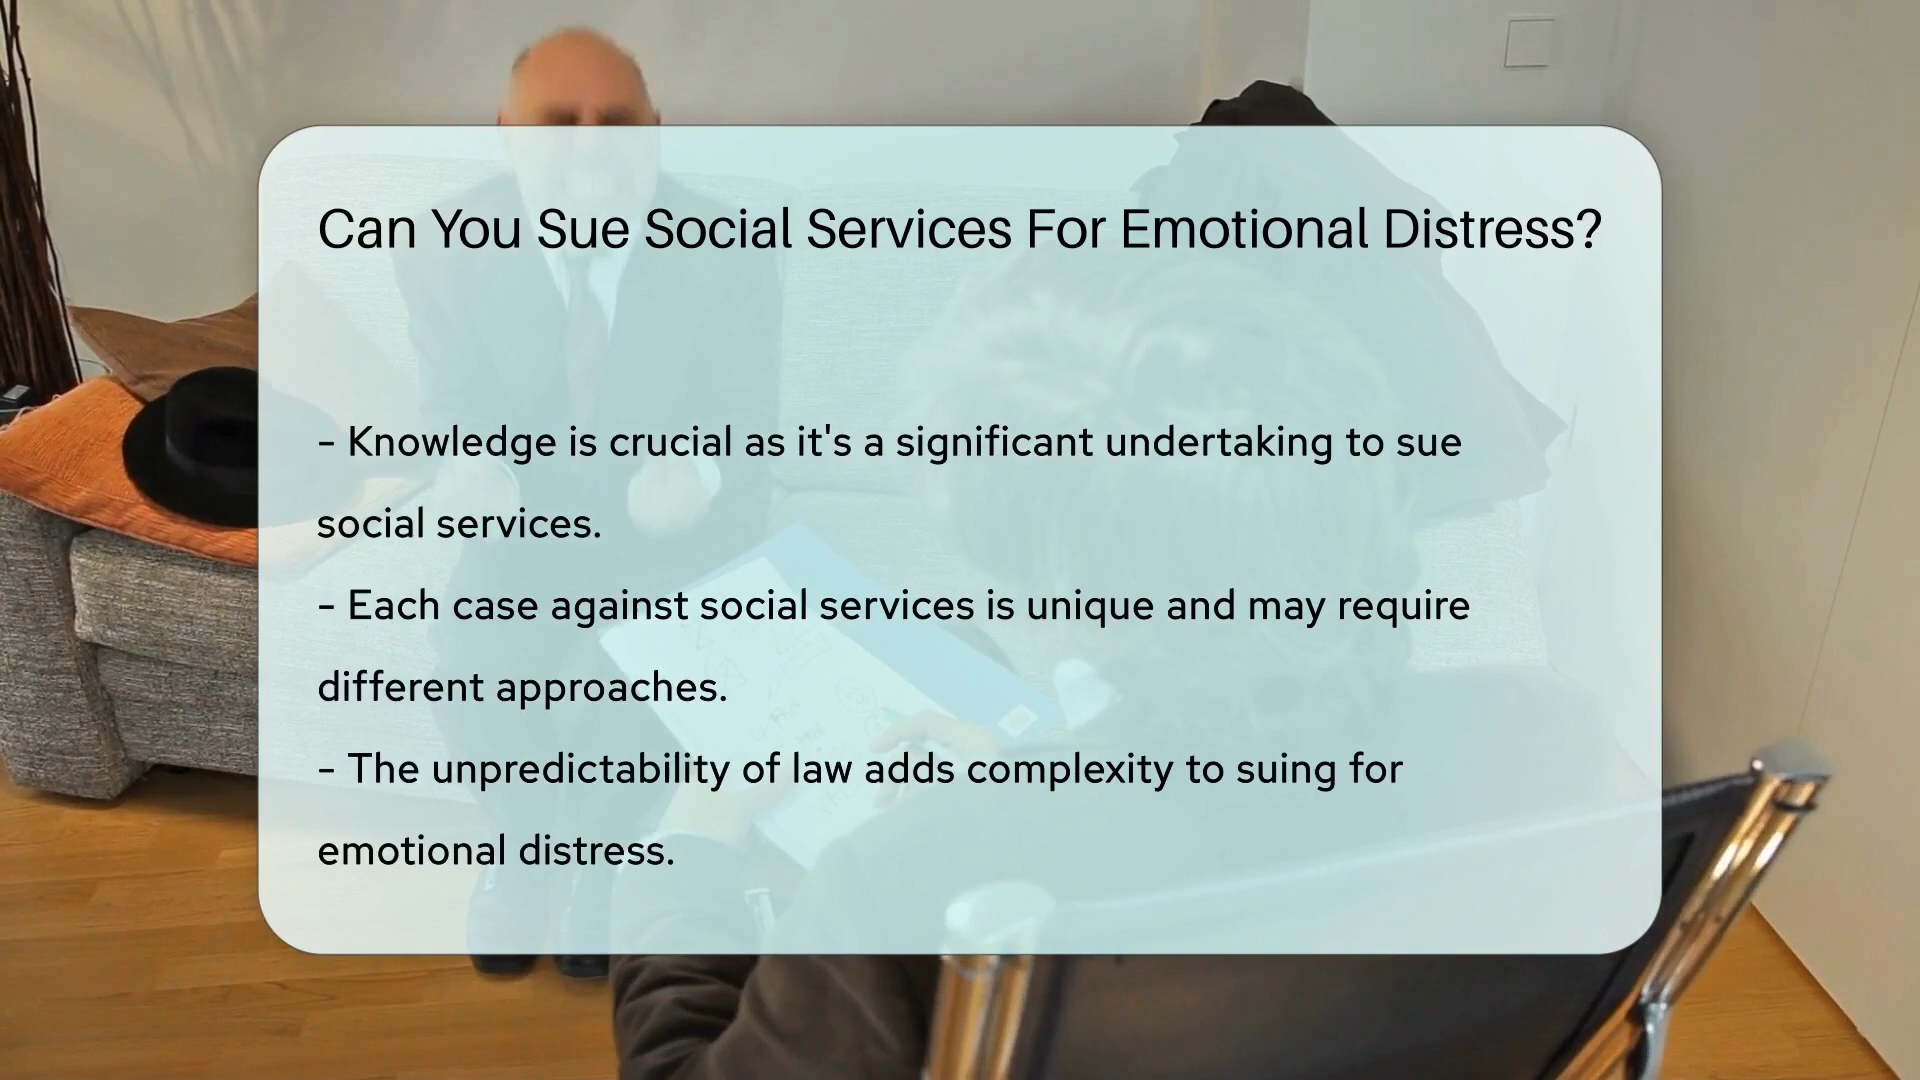 Can You Sue Social Services For Emotional Distress?
- Knowledge is crucial as it's a significant undertaking to sue
social services.
- Each case against social services is unique and may require
different approaches.
- The unpredictability of law adds complexity to suing for
emotional distress.